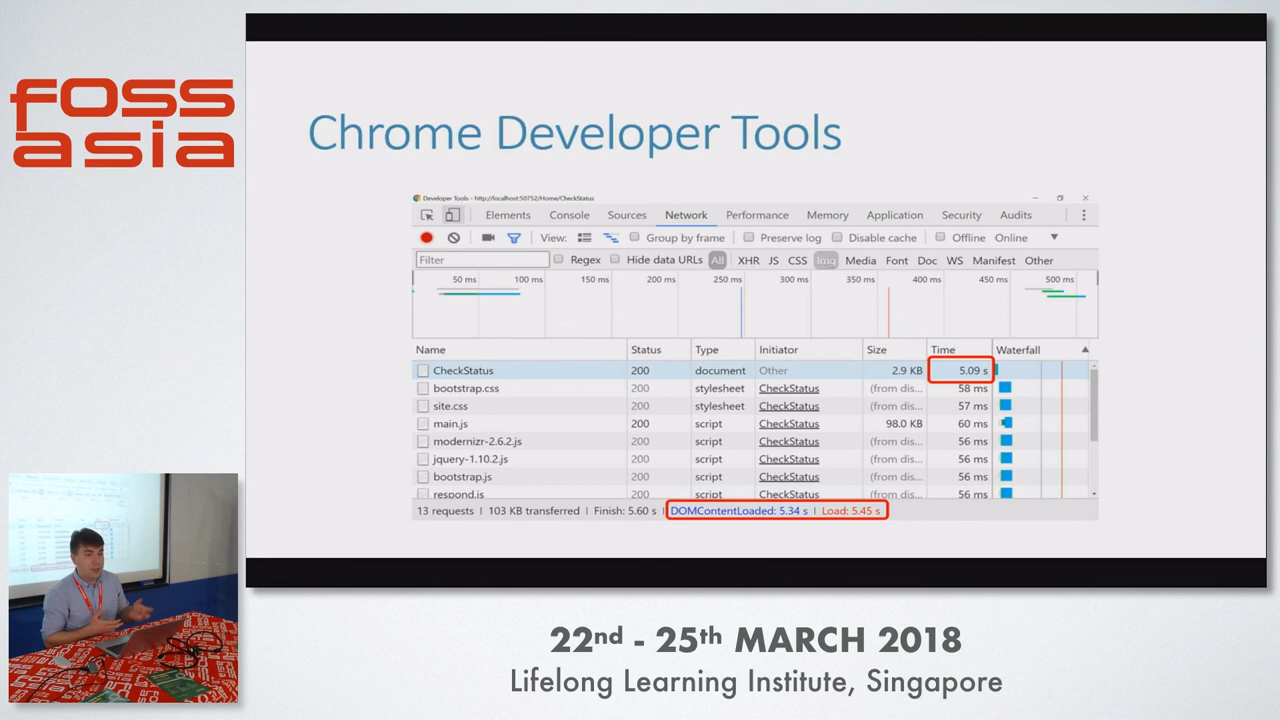 foss
asia
Chrome Developer Tools
Developer Tools - http://localhost:50752/Home/CheckStatus
Elements Console Sources Network Performance Memory Application Security Audits
View: Group by frame Preserve log Disable cache Offline Online
Filter Regex Hide data URLs All XHR JS CSS Img Media Font Doc WS Manifest Other
50 ms 100 ms 150 ms 200 ms 250 ms 300 ms 350 ms 400 ms 450 ms 500 ms
Name Status Type Initiator Size Time Waterfall
CheckStatus 200 document Other 2.9 KB 5.09 s
bootstrap.css 200 stylesheet CheckStatus (from dis... 58 ms
site.css 200 stylesheet CheckStatus (from dis... 57 ms
main.js 200 script CheckStatus 98.0 KB 60 ms
modernizr-2.6.2.js 200 script CheckStatus (from dis... 56 ms
jquery-1.10.2.js 200 script CheckStatus (from dis... 56 ms
bootstrap.js 200 script CheckStatus (from dis... 56 ms
respond.js 200 script CheckStatus (from dis... 56 ms
13 requests | 103 KB transferred | Finish: 5.60 s | DOMContentLoaded: 5.34 s | Load: 5.45 s
22nd - 25th MARCH 2018
Lifelong Learning Institute, Singapore